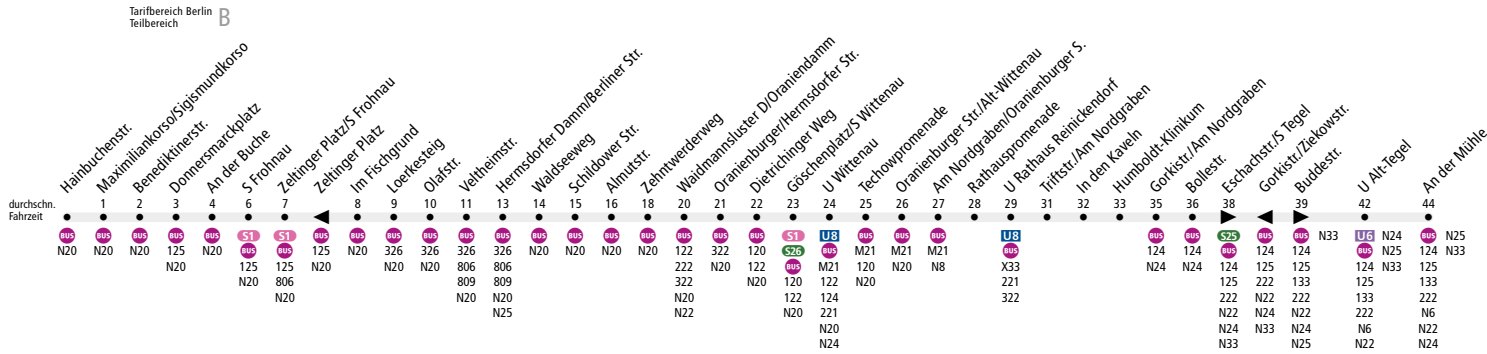 Tarifbereich Berlin
Teilbereich
B
Hainbuchenstr.
Maximiliankorso/Sigismundkorso
Benediktinerstr.
Donnersmarckplatz
An der Buche
S Frohnau
Zeltinger Platz/S Frohnau
Zeltinger Platz
Im Fischgrund
Loerkesteig
Olafstr.
Veltheimstr.
Hermsdorfer Damm/Berliner Str.
Waldseeweg
Schildower Str.
Almutstr.
Zehntwerderweg
Waidmannsluster D/Oraniendamm
Oranienburger/Hermsdorfer Str.
Dietrichinger Weg
Göschenplatz/S Wittenau
U Wittenau
Techowpromenade
Oranienburger Str./Alt-Wittenau
Am Nordgraben/Oranienburger S.
Rathauspromenade
U Rathaus Reinickendorf
Triftstr./Am Nordgraben
In den Kaveln
Humboldt-Klinikum
Gorkistr./Am Nordgraben
Bollestr.
Eschachstr./S Tegel
Gorkistr./Ziekowstr.
Buddestr.
U Alt-Tegel
An der Mühle
durchschn.
Fahrzeit
1 2 3 4 6 7 8 9 10 11 13 14 15 16 18 20 21 22 23 24 25 26 27 28 29 31 32 33 35 36 38 39 42 44
BUS
N20
BUS
N20
BUS
N20
BUS
125
N20
BUS
N20
S1
BUS
125
N20
S1
BUS
125
806
N20
BUS
125
N20
BUS
N20
BUS
326
N20
BUS
326
N20
BUS
326
806
809
N20
BUS
326
806
809
N20
N25
BUS
N20
BUS
N20
BUS
N20
BUS
N20
BUS
122
222
322
N20
N22
BUS
322
N20
BUS
120
122
N20
S1
S26
BUS
120
122
N20
U8
BUS
M21
122
124
221
N20
N24
BUS
M21
120
N20
BUS
M21
N20
BUS
M21
N8
U8
BUS
X33
221
322
BUS
124
N24
BUS
124
N24
S25
BUS
124
125
222
N22
N24
N33
BUS
124
125
222
N22
N24
N33
BUS
124
125
133
222
N22
N24
N25
N33
U6
BUS
124
125
133
222
N6
N22
N24
N25
N33
BUS
124
125
133
222
N6
N22
N24
N25
N33